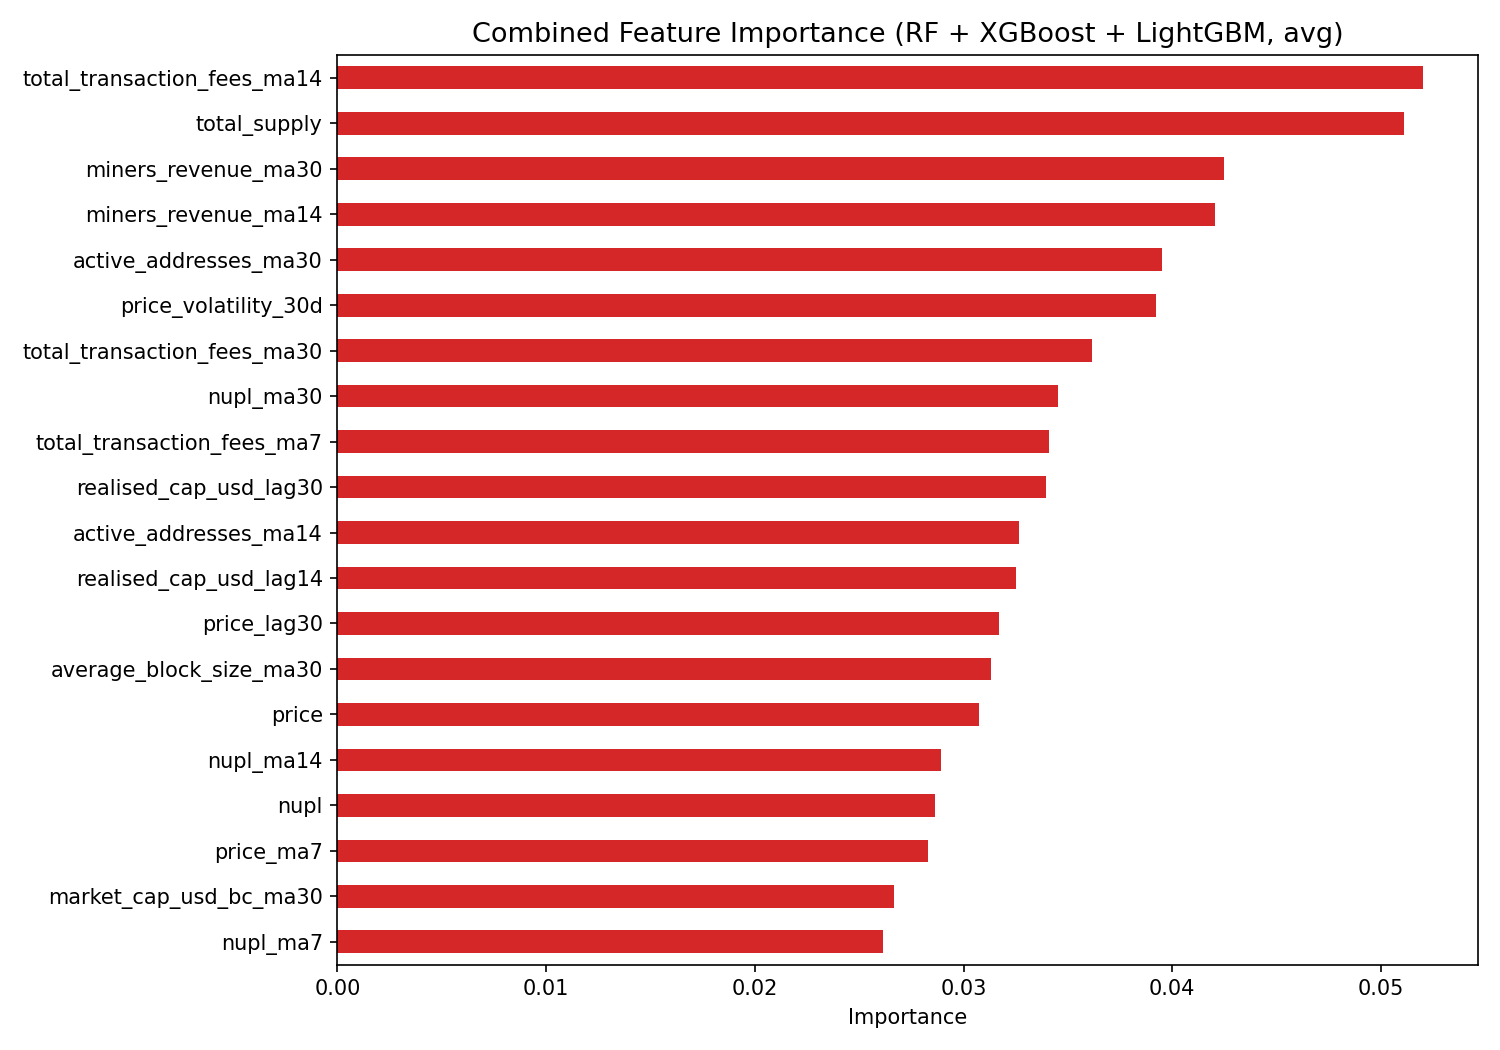 Combined Feature Importance (RF + XGBoost + LightGBM, avg)
total_transaction_fees_ma14
total_supply
miners_revenue_ma30
miners_revenue_ma14
active_addresses_ma30
price_volatility_30d
total_transaction_fees_ma30
nupl_ma30
total_transaction_fees_ma7
realised_cap_usd_lag30
active_addresses_ma14
realised_cap_usd_lag14
price_lag30
average_block_size_ma30
price
nupl_ma14
nupl
price_ma7
market_cap_usd_bc_ma30
nupl_ma7
0.00 0.01 0.02 0.03 0.04 0.05
Importance